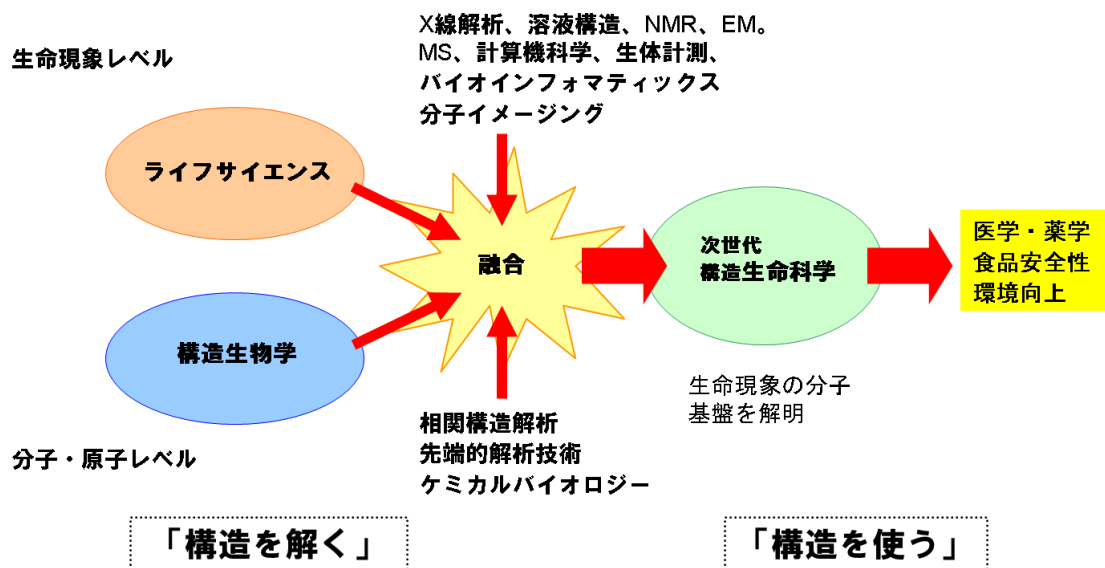 生命現象レベル
X線解析、溶液構造、NMR、EM。
MS、計算機科学、生体計測、
バイオインフォマティックス
分子イメージング
ライフサイエンス
融合
次世代
構造生命科学
医学・薬学
食品安全性
環境向上
構造生物学
生命現象の分子
基盤を解明
相関構造解析
先端的解析技術
ケミカルバイオロジー
分子・原子レベル
「構造を解く」
「構造を使う」